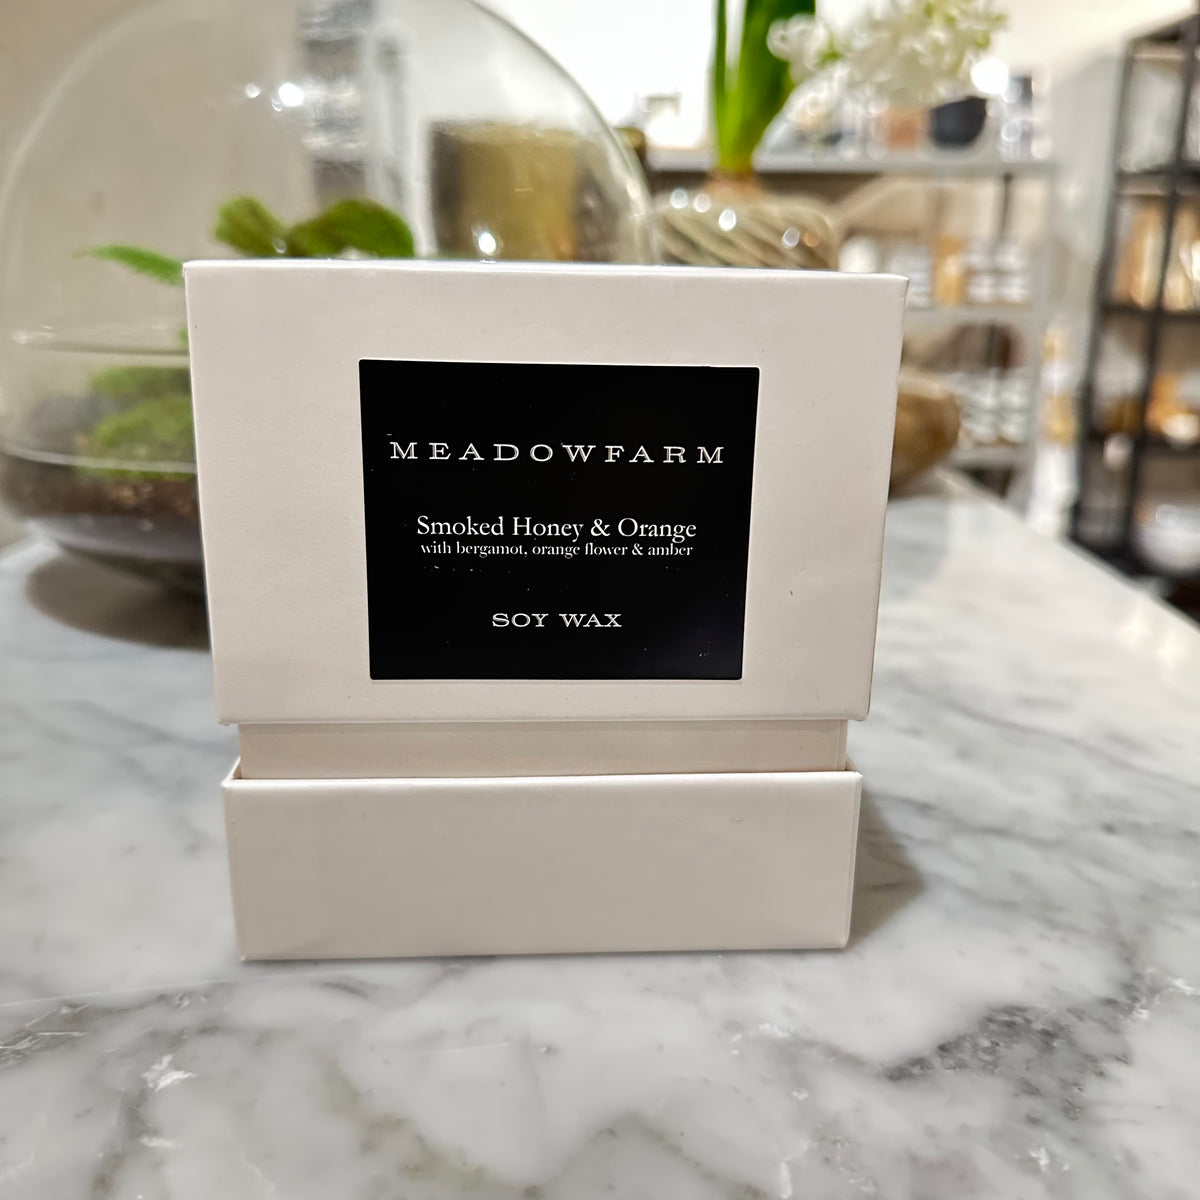 MEADOWFARM
Smoked Honey & Orange
with bergamot, orange flower & amber
SOY WAX